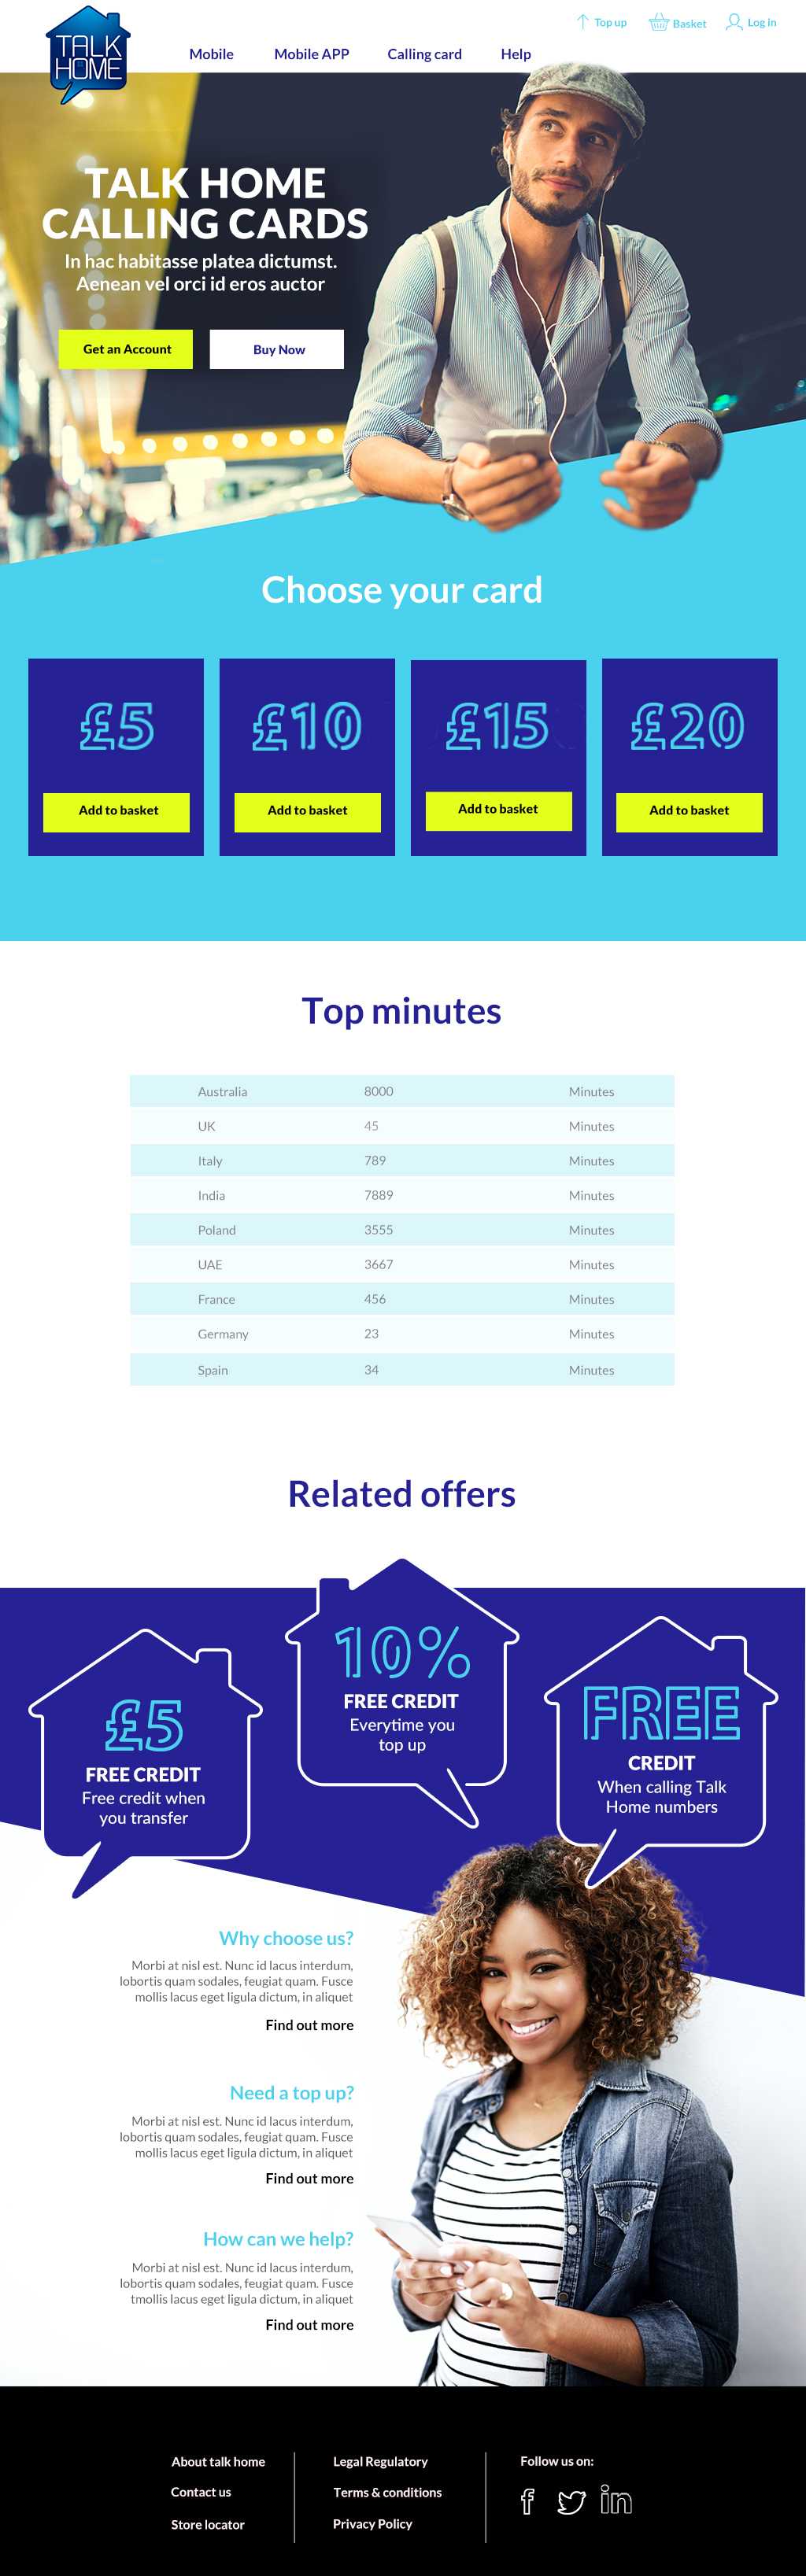 TALK
HOME
Mobile
Mobile APP
Calling card
Help
Top up
Basket
Log in
TALK HOME
CALLING CARDS
In hac habitasse platea dictumst.
Aenean vel orci id eros auctor
Get an Account
Buy Now
Choose your card
£5
£10
£15
£20
Add to basket
Add to basket
Add to basket
Add to basket
Top minutes
Australia 8000 Minutes
UK 45 Minutes
Italy 789 Minutes
India 7889 Minutes
Poland 3555 Minutes
UAE 3667 Minutes
France 456 Minutes
Germany 23 Minutes
Spain 34 Minutes
Related offers
£5
FREE CREDIT
Free credit when
you transfer
10%
FREE CREDIT
Everytime you
top up
FREE
CREDIT
When calling Talk
Home numbers
Why choose us?
Morbi at nisl est. Nunc id lacus interdum,
lobortis quam sodales, feugiat quam. Fusce
mollis lacus eget ligula dictum, in aliquet
Find out more
Need a top up?
Morbi at nisl est. Nunc id lacus interdum,
lobortis quam sodales, feugiat quam. Fusce
mollis lacus eget ligula dictum, in aliquet
Find out more
How can we help?
Morbi at nisl est. Nunc id lacus interdum,
lobortis quam sodales, feugiat quam. Fusce
tmollis lacus eget ligula dictum, in aliquet
Find out more
About talk home
Contact us
Store locator
Legal Regulatory
Terms & conditions
Privacy Policy
Follow us on:
f
in